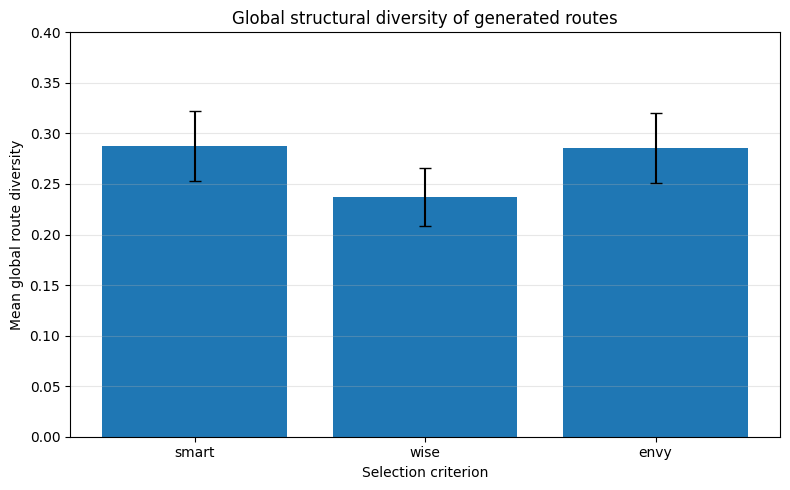 Global structural diversity of generated routes
0.40
0.35
0.30
0.25
0.20
0.15
0.10
0.05
0.00
Mean global route diversity
smart wise envy
Selection criterion